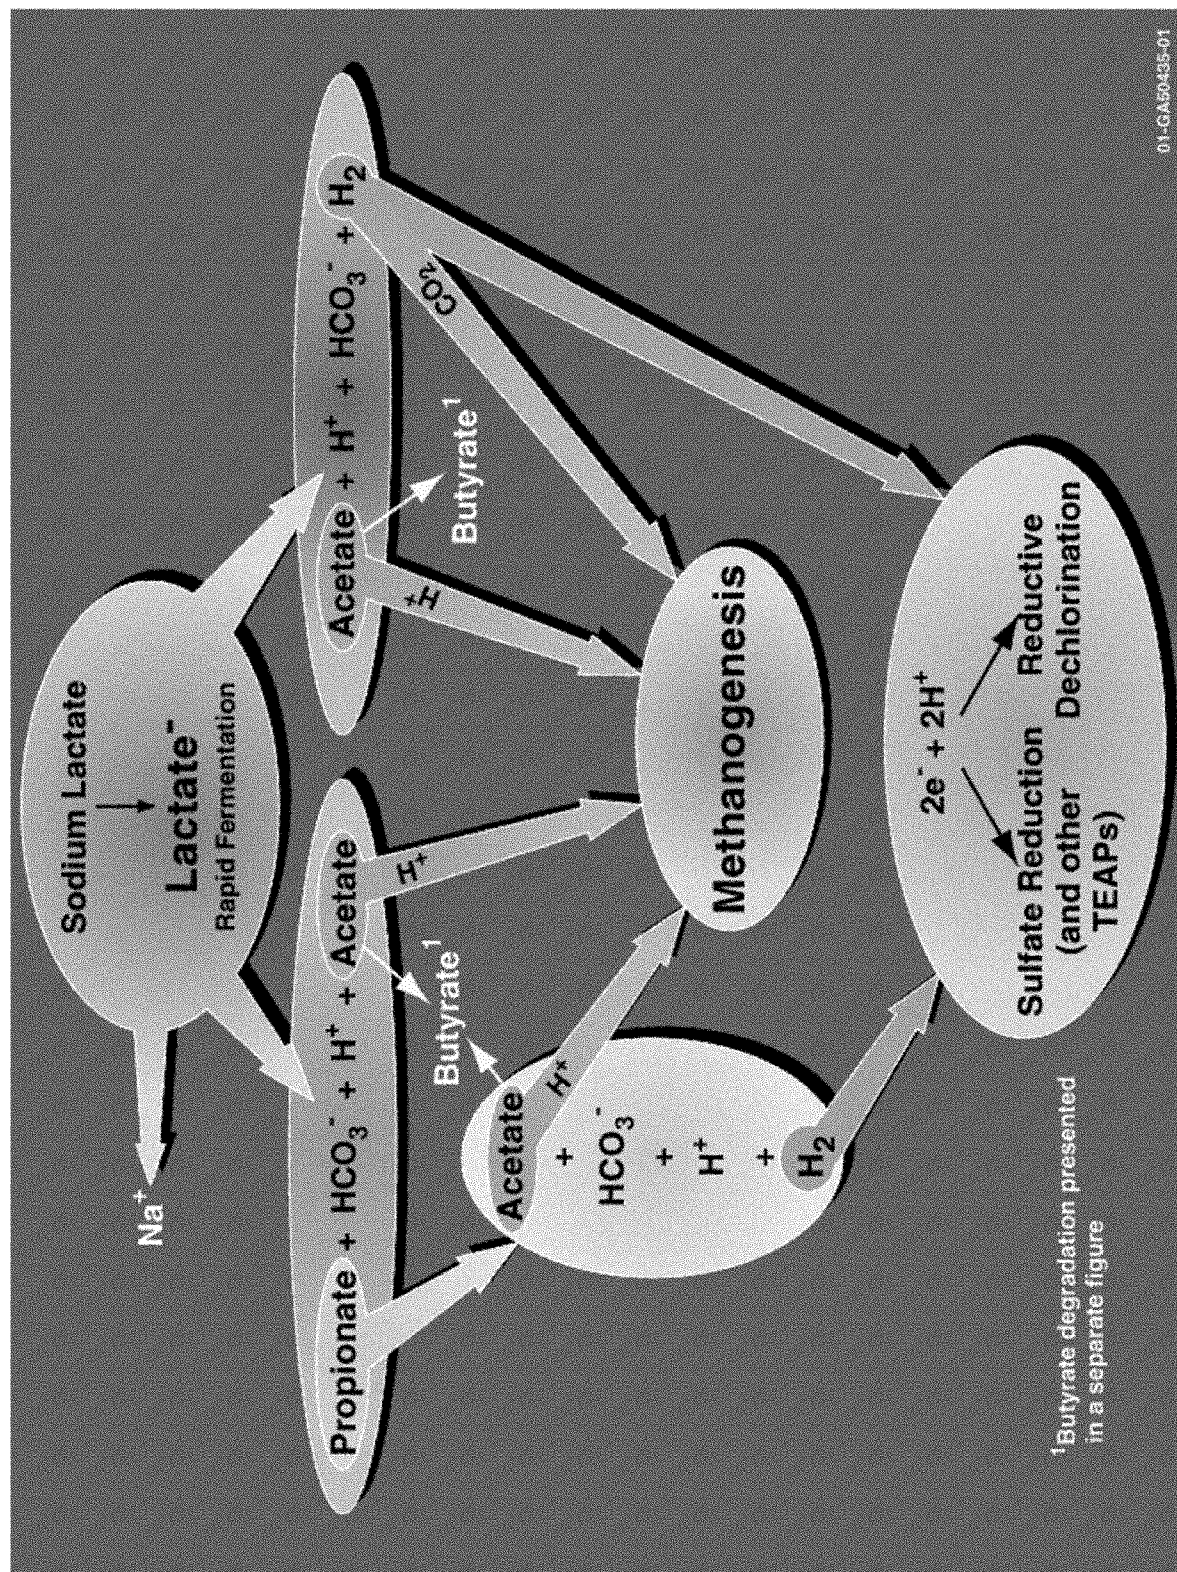 Sodium Lactate
Lactate⁻
Rapid Fermentation
Na⁺
Propionate + HCO₃⁻ + H⁺ + Acetate
Acetate + H⁺ + HCO₃⁻ + H₂
Butyrate¹
Butyrate¹
H⁺
H⁺
CO₂
Acetate
+
HCO₃⁻
+
H⁺
+
H₂
H⁺
Methanogenesis
2e⁻ + 2H⁺
Sulfate Reduction
(and other
TEAPs)
Reductive
Dechlorination
¹Butyrate degradation presented
in a separate figure
01-GA50435-01